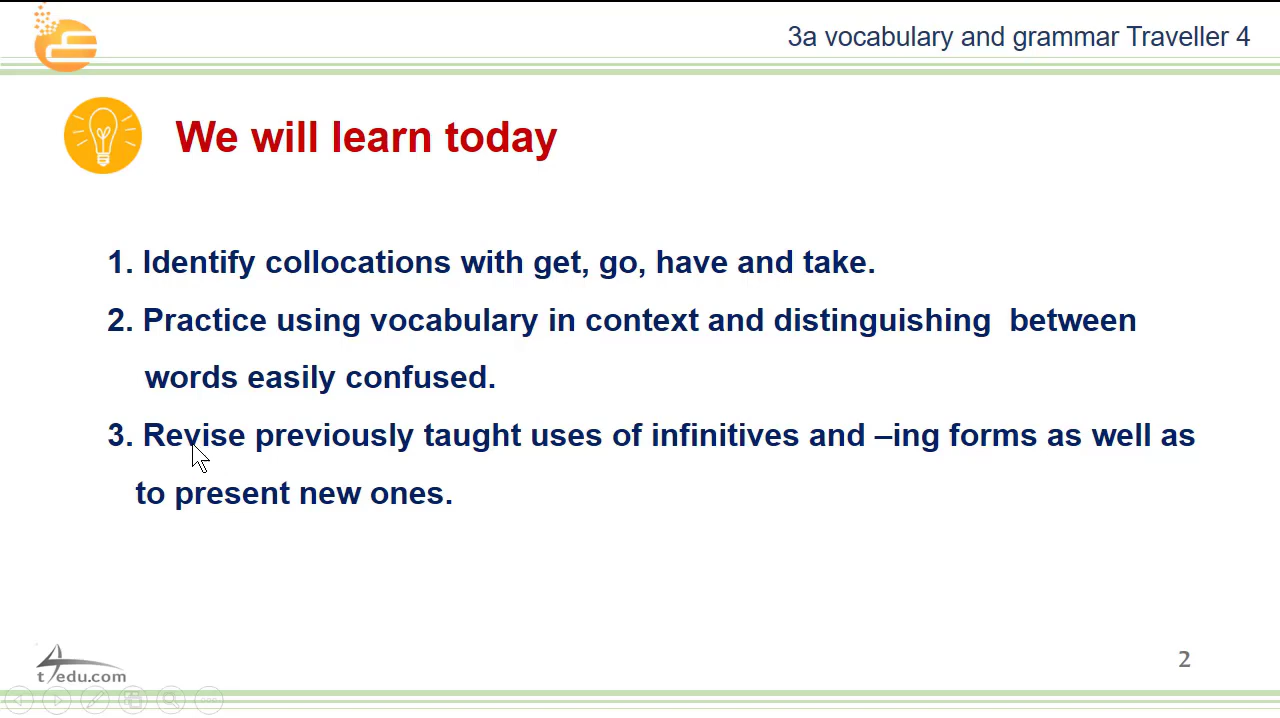 3a vocabulary and grammar Traveller 4
We will learn today
1. Identify collocations with get, go, have and take.
2. Practice using vocabulary in context and distinguishing  between
words easily confused.
3. Revise previously taught uses of infinitives and –ing forms as well as
to present new ones.
t4edu.com
2